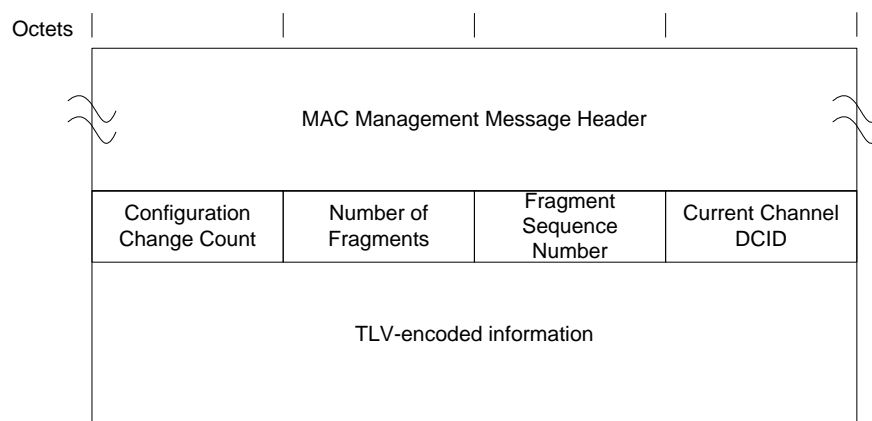 Octets
MAC Management Message Header
Configuration
Change Count
Number of
Fragments
Fragment
Sequence
Number
Current Channel
DCID
TLV-encoded information